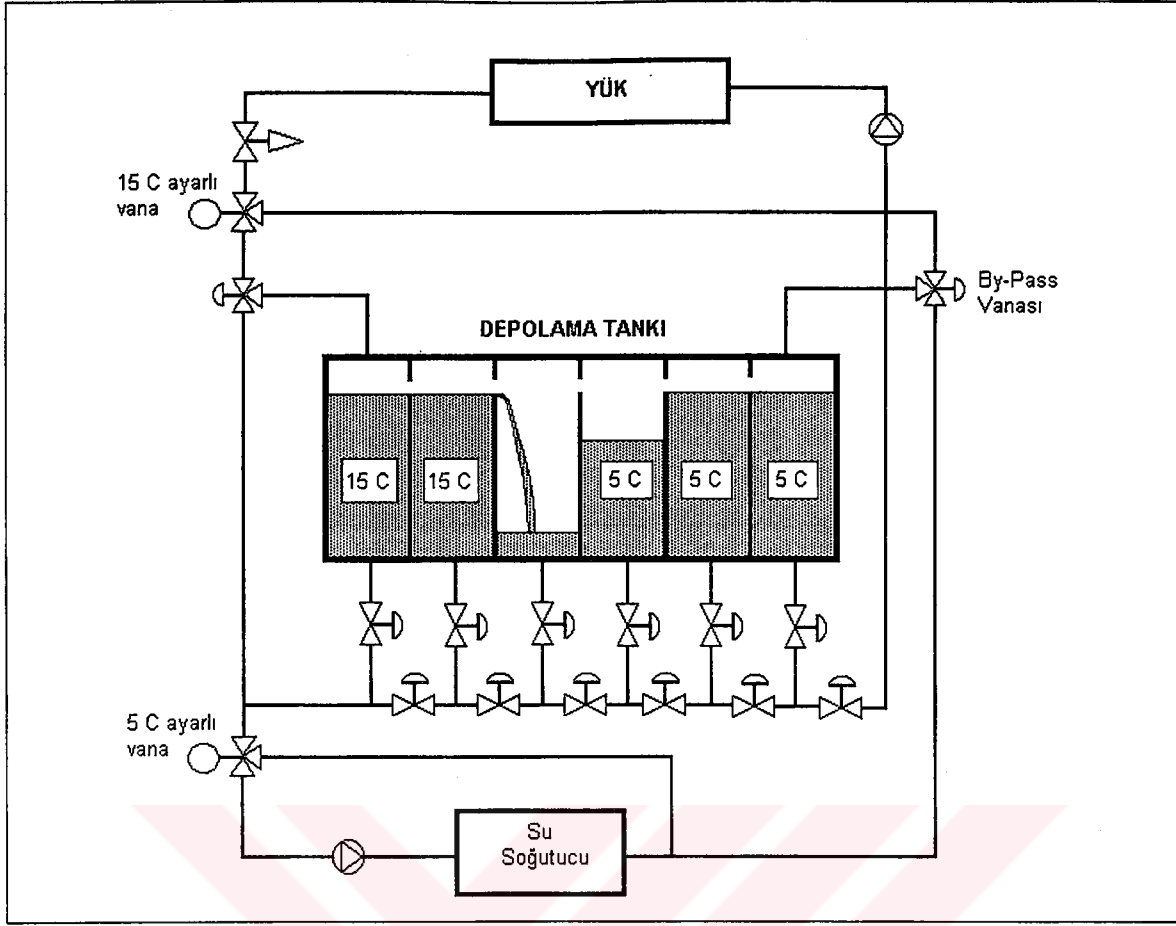 YÜK
15 C ayarlı
vana
By-Pass
Vanası
DEPOLAMA TANKI
15 C
15 C
5 C
5 C
5 C
5 C ayarlı
vana
Su
Soğutucu